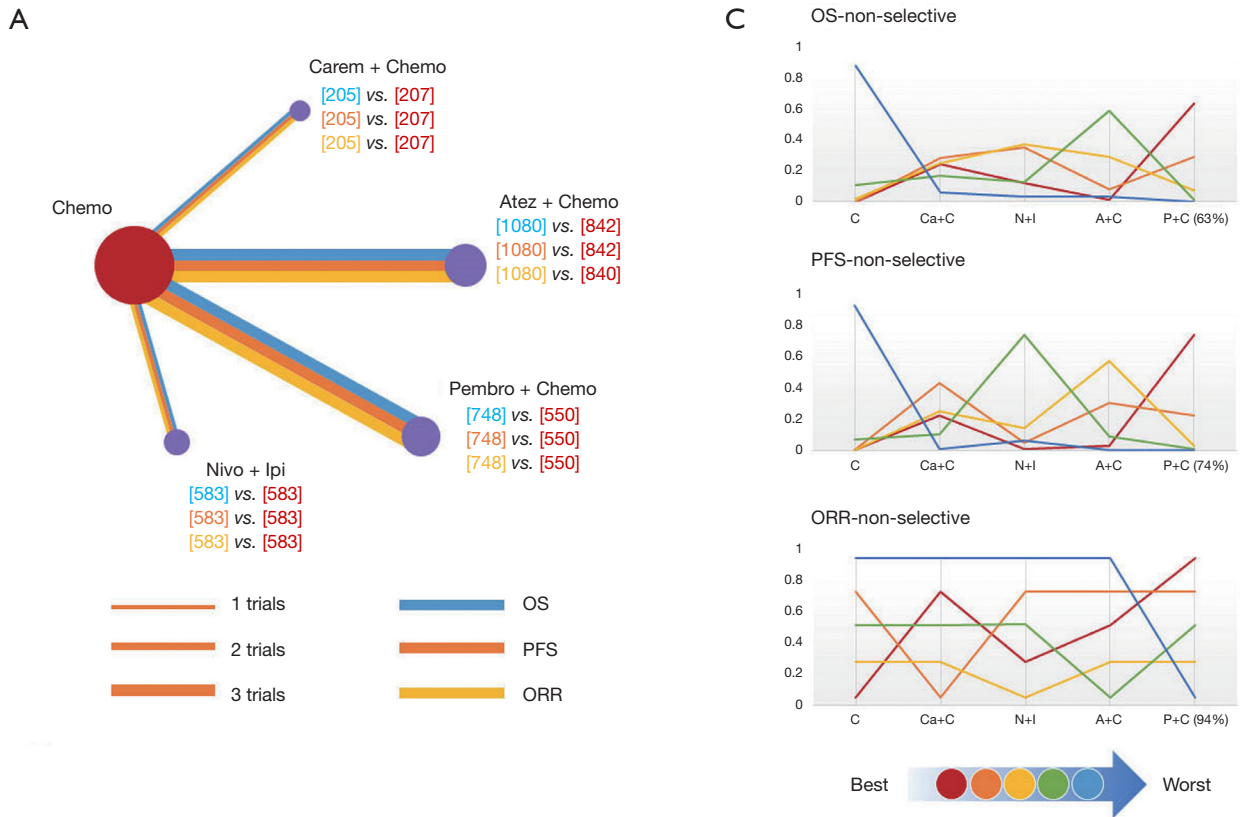 A
Carem + Chemo
[205] vs. [207]
[205] vs. [207]
[205] vs. [207]
Chemo
Atez + Chemo
[1080] vs. [842]
[1080] vs. [842]
[1080] vs. [840]
Pembro + Chemo
[748] vs. [550]
[748] vs. [550]
[748] vs. [550]
Nivo + Ipi
[583] vs. [583]
[583] vs. [583]
[583] vs. [583]
1 trials
2 trials
3 trials
OS
PFS
ORR
C
OS-non-selective
1
0.8
0.6
0.4
0.2
0
C Ca+C N+I A+C P+C (63%)
PFS-non-selective
1
0.8
0.6
0.4
0.2
0
C Ca+C N+I A+C P+C (74%)
ORR-non-selective
1
0.8
0.6
0.4
0.2
0
C Ca+C N+I A+C P+C (94%)
Best Worst